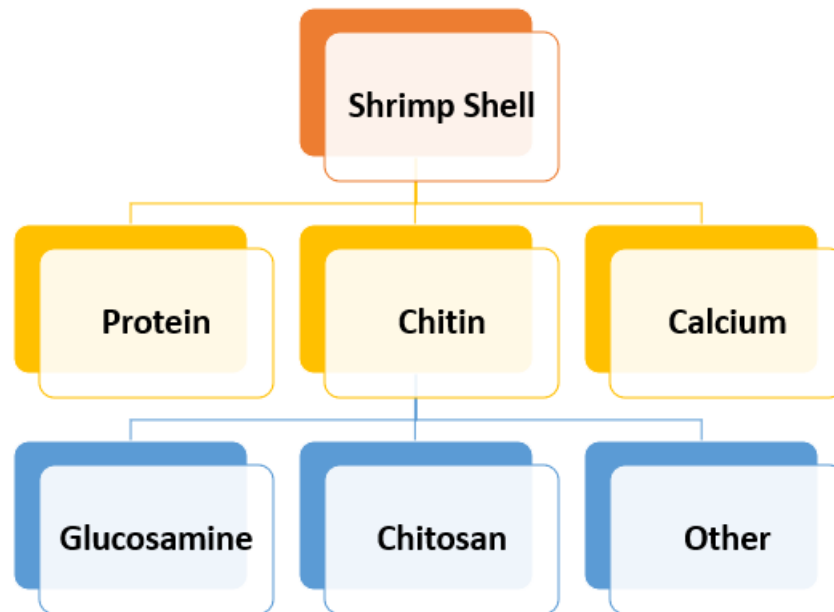 Shrimp Shell
Protein
Chitin
Calcium
Glucosamine
Chitosan
Other